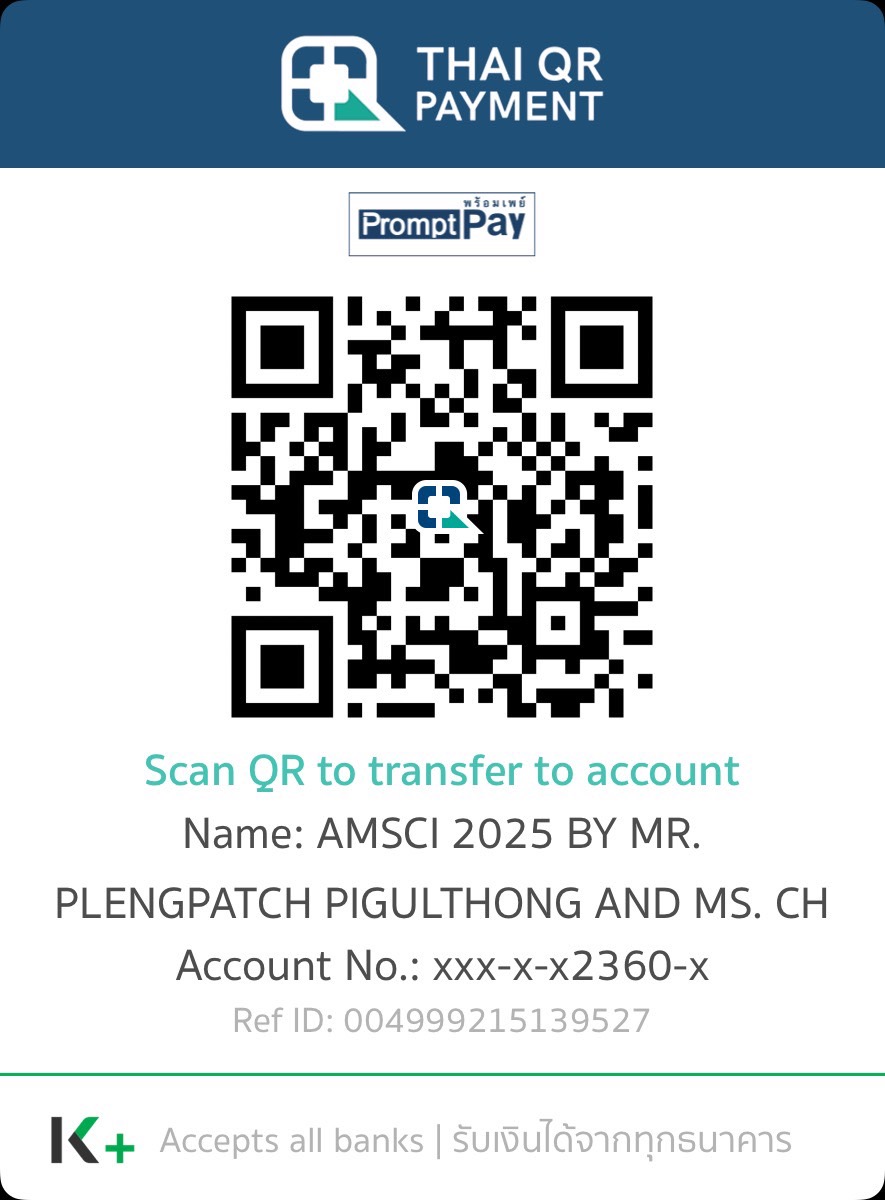 THAI QR
PAYMENT
พร้อมเพย์
PromptPay
Scan QR to transfer to account
Name: AMSCI 2025 BY MR.
PLENGPATCH PIGULTHONG AND MS. CH
Account No.: xxx-x-x2360-x
Ref ID: 004999215139527
K+ Accepts all banks | รับเงินได้จากทุกธนาคาร